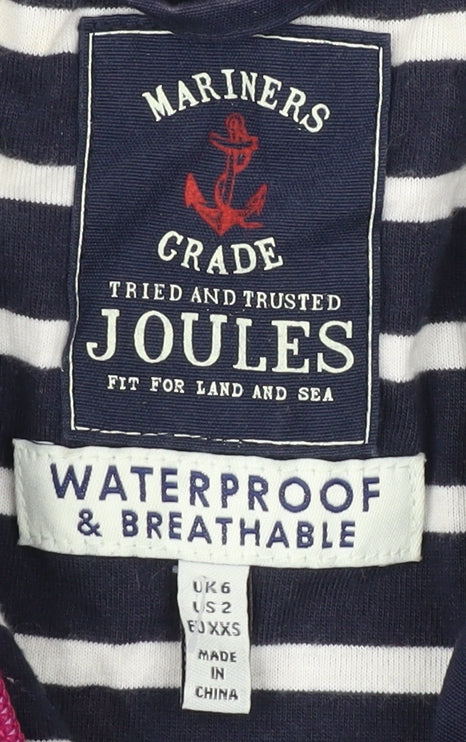 MARINERS
GRADE
TRIED AND TRUSTED
JOULES
FIT FOR LAND AND SEA
WATERPROOF
& BREATHABLE
UK 6
US 2
EU XXS
MADE
IN
CHINA